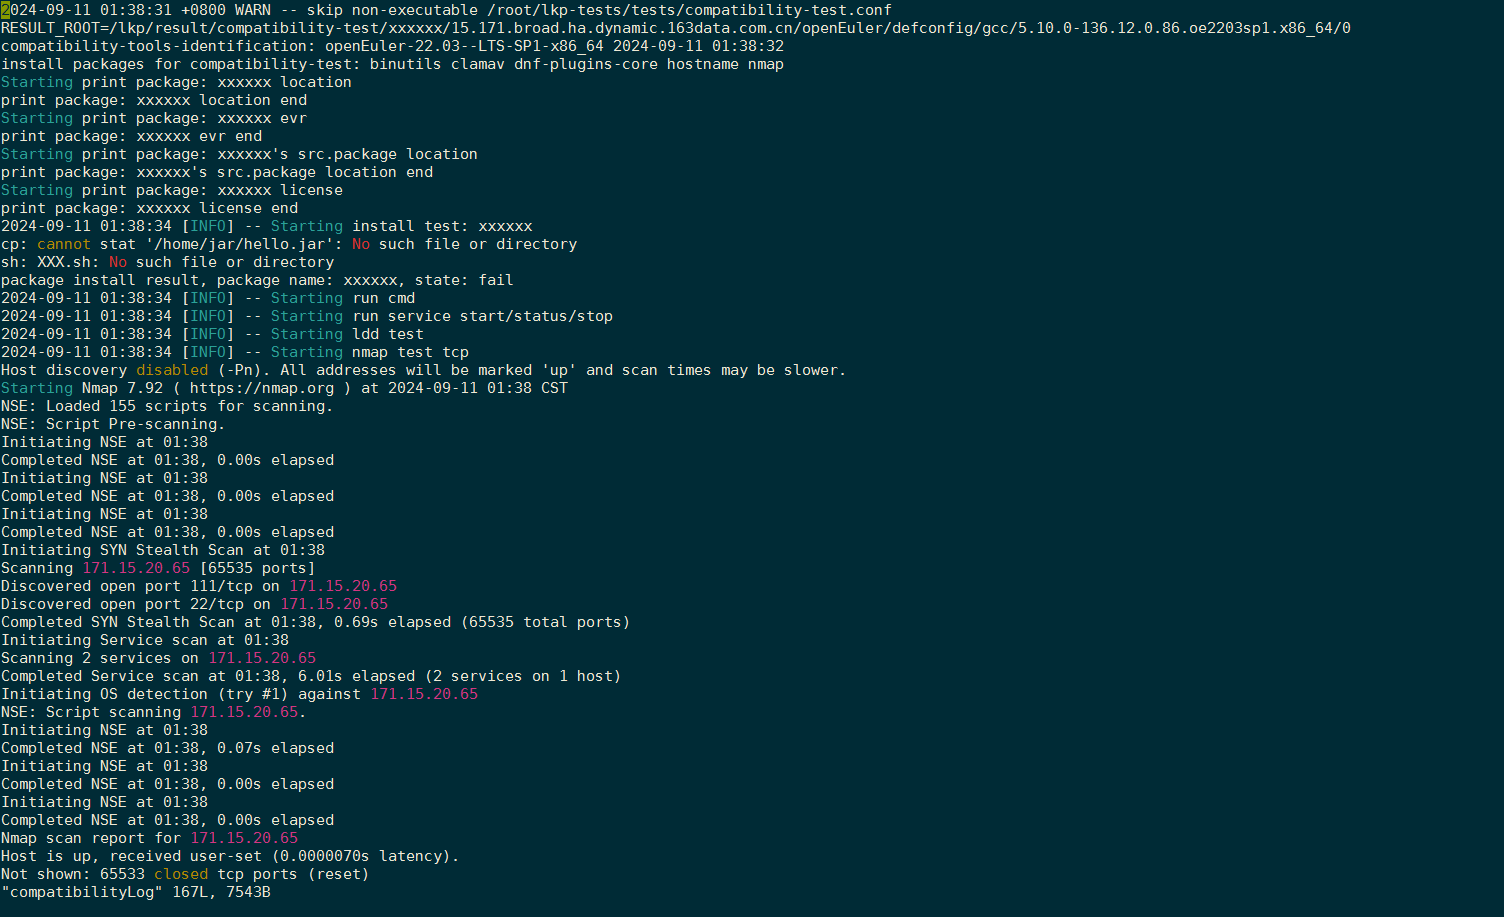 2024-09-11 01:38:31 +0800 WARN -- skip non-executable /root/lkp-tests/tests/compatibility-test.conf
RESULT_ROOT=/lkp/result/compatibility-test/xxxxxx/15.171.broad.ha.dynamic.163data.com.cn/openEuler/defconfig/gcc/5.10.0-136.12.0.86.oe2203sp1.x86_64/0
compatibility-tools-identification: openEuler-22.03--LTS-SP1-x86_64 2024-09-11 01:38:32
install packages for compatibility-test: binutils clamav dnf-plugins-core hostname nmap
Starting print package: xxxxxx location
print package: xxxxxx location end
Starting print package: xxxxxx evr
print package: xxxxxx evr end
Starting print package: xxxxxx's src.package location
print package: xxxxxx's src.package location end
Starting print package: xxxxxx license
print package: xxxxxx license end
2024-09-11 01:38:34 [INFO] -- Starting install test: xxxxxx
cp: cannot stat '/home/jar/hello.jar': No such file or directory
sh: XXX.sh: No such file or directory
package install result, package name: xxxxxx, state: fail
2024-09-11 01:38:34 [INFO] -- Starting run cmd
2024-09-11 01:38:34 [INFO] -- Starting run service start/status/stop
2024-09-11 01:38:34 [INFO] -- Starting ldd test
2024-09-11 01:38:34 [INFO] -- Starting nmap test tcp
Host discovery disabled (-Pn). All addresses will be marked 'up' and scan times may be slower.
Starting Nmap 7.92 ( https://nmap.org ) at 2024-09-11 01:38 CST
NSE: Loaded 155 scripts for scanning.
NSE: Script Pre-scanning.
Initiating NSE at 01:38
Completed NSE at 01:38, 0.00s elapsed
Initiating NSE at 01:38
Completed NSE at 01:38, 0.00s elapsed
Initiating NSE at 01:38
Completed NSE at 01:38, 0.00s elapsed
Initiating SYN Stealth Scan at 01:38
Scanning 171.15.20.65 [65535 ports]
Discovered open port 111/tcp on 171.15.20.65
Discovered open port 22/tcp on 171.15.20.65
Completed SYN Stealth Scan at 01:38, 0.69s elapsed (65535 total ports)
Initiating Service scan at 01:38
Scanning 2 services on 171.15.20.65
Completed Service scan at 01:38, 6.01s elapsed (2 services on 1 host)
Initiating OS detection (try #1) against 171.15.20.65
NSE: Script scanning 171.15.20.65.
Initiating NSE at 01:38
Completed NSE at 01:38, 0.07s elapsed
Initiating NSE at 01:38
Completed NSE at 01:38, 0.00s elapsed
Initiating NSE at 01:38
Completed NSE at 01:38, 0.00s elapsed
Nmap scan report for 171.15.20.65
Host is up, received user-set (0.0000070s latency).
Not shown: 65533 closed tcp ports (reset)
"compatibilityLog" 167L, 7543B